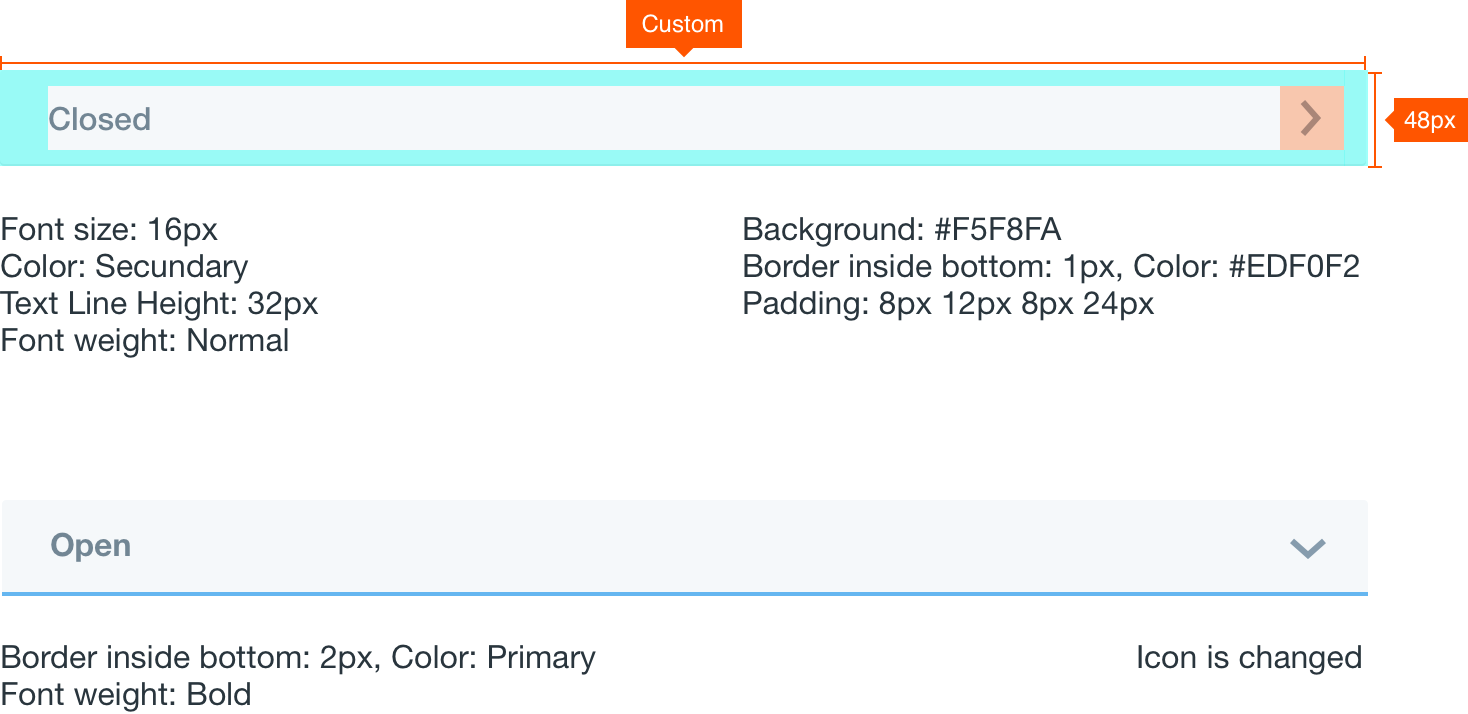 Custom
Closed
48px
Font size: 16px
Color: Secundary
Text Line Height: 32px
Font weight: Normal
Background: #F5F8FA
Border inside bottom: 1px, Color: #EDF0F2
Padding: 8px 12px 8px 24px
Open
Border inside bottom: 2px, Color: Primary
Font weight: Bold
Icon is changed